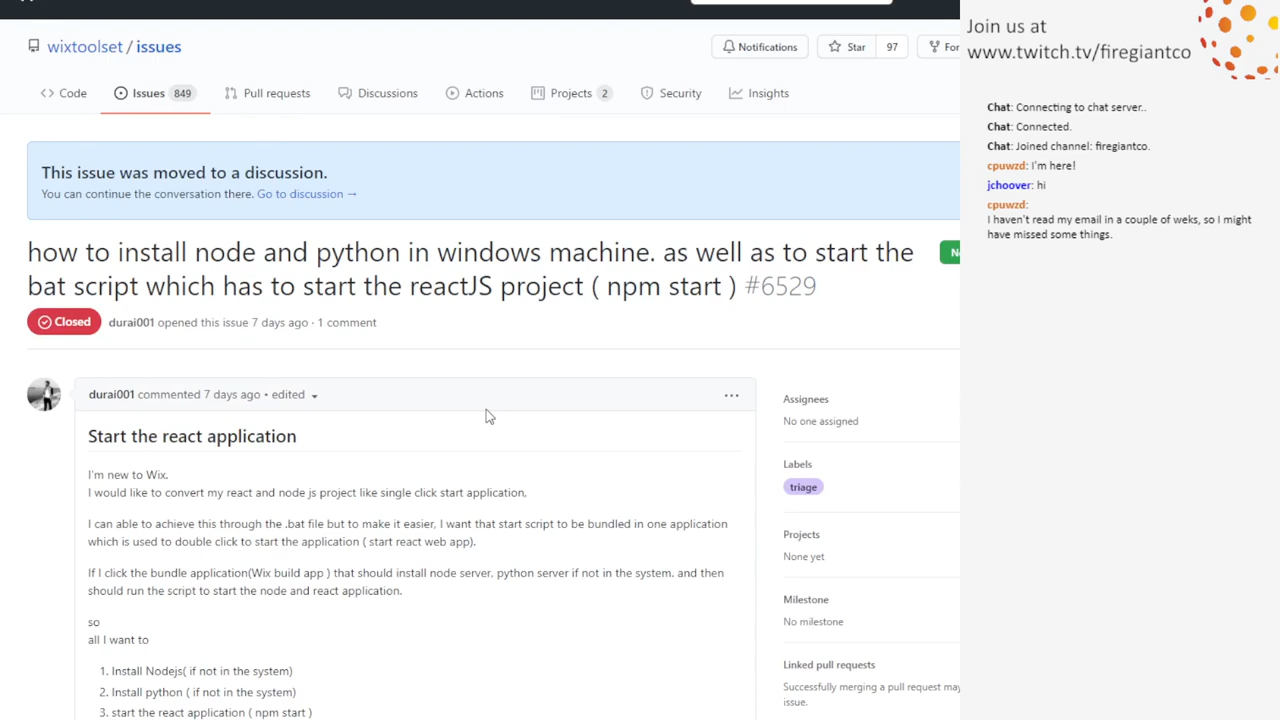 wixtoolset / issues
Notifications
Star 97
For
Code
Issues 849
Pull requests
Discussions
Actions
Projects 2
Security
Insights
This issue was moved to a discussion.
You can continue the conversation there. Go to discussion →
how to install node and python in windows machine. as well as to start the
bat script which has to start the reactJS project ( npm start ) #6529
Closed
durai001 opened this issue 7 days ago · 1 comment
durai001 commented 7 days ago • edited
Start the react application
I'm new to Wix.
I would like to convert my react and node js project like single click start application,
I can able to achieve this through the .bat file but to make it easier, I want that start script to be bundled in one application
which is used to double click to start the application ( start react web app).
If I click the bundle application(Wix build app ) that should install node server, python server if not in the system. and then
should run the script to start the node and react application.
so
all I want to
1. Install Nodejs( if not in the system)
2. Install python ( if not in the system)
3. start the react application ( npm start )
Assignees
No one assigned
Labels
triage
Projects
None yet
Milestone
No milestone
Linked pull requests
Successfully merging a pull request may
issue.
Join us at
www.twitch.tv/firegiantco
Chat: Connecting to chat server..
Chat: Connected.
Chat: Joined channel: firegiantco.
cpuwzd: I'm here!
jchoover: hi
cpuwzd:
I haven't read my email in a couple of weks, so I might
have missed some things.